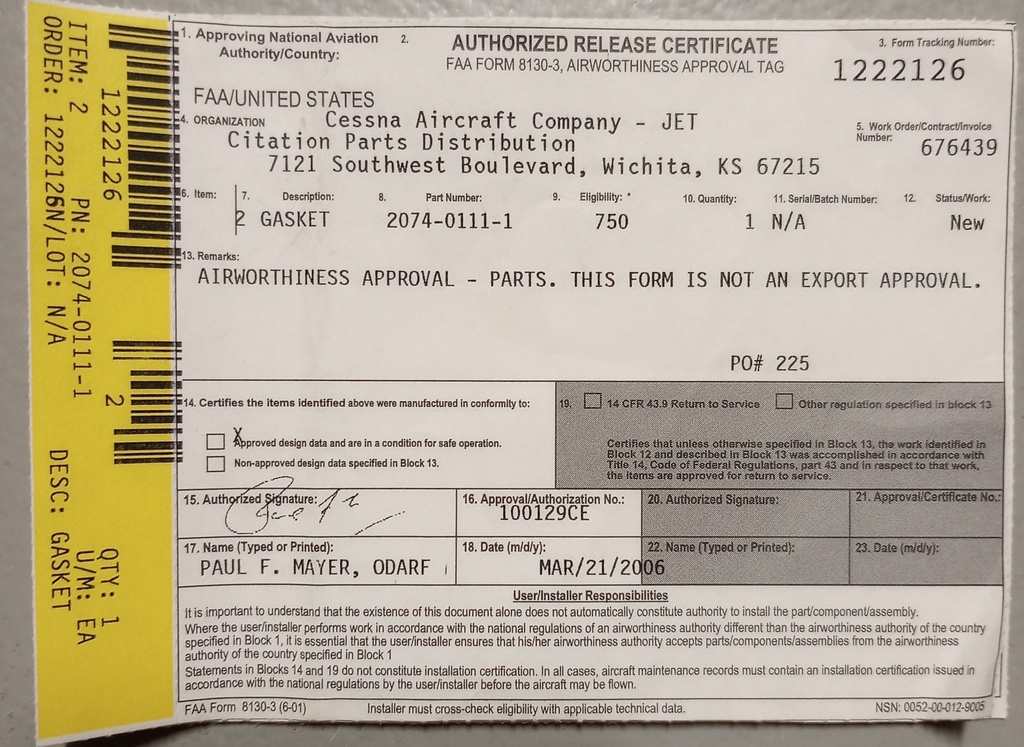 ITEM: 2 PN: 2074-0111-1 DESC: GASKET
ORDER: 1222126 N/LOT: N/A
QTY: 1
U/M: EA
1222126
2
1. Approving National Aviation
Authority/Country:
FAA/UNITED STATES
2.
AUTHORIZED RELEASE CERTIFICATE
FAA FORM 8130-3, AIRWORTHINESS APPROVAL TAG
3. Form Tracking Number:
1222126
4. ORGANIZATION Cessna Aircraft Company - JET
Citation Parts Distribution
7121 Southwest Boulevard, Wichita, KS 67215
5. Work Order/Contract/Invoice
Number: 676439
6. Item: 7. Description: 8. Part Number: 9. Eligibility: * 10. Quantity: 11. Serial/Batch Number: 12. Status/Work:
2 GASKET 2074-0111-1 750 1 N/A New
13. Remarks:
AIRWORTHINESS APPROVAL - PARTS. THIS FORM IS NOT AN EXPORT APPROVAL.
PO# 225
14. Certifies the items identified above were manufactured in conformity to:
X
Approved design data and are in a condition for safe operation.
Non-approved design data specified in Block 13.
19. 14 CFR 43.9 Return to Service Other regulation specified in block 13
Certifies that unless otherwise specified in Block 13, the work identified in
Block 12 and described in Block 13 was accomplished in accordance with
Title 14, Code of Federal Regulations, part 43 and in respect to that work,
the items are approved for return to service.
15. Authorized Signature:
16. Approval/Authorization No.:
100129CE
20. Authorized Signature:
21. Approval/Certificate No.:
17. Name (Typed or Printed):
PAUL F. MAYER, ODARF
18. Date (m/d/y):
MAR/21/2006
22. Name (Typed or Printed):
23. Date (m/d/y):
User/Installer Responsibilities
It is important to understand that the existence of this document alone does not automatically constitute authority to install the part/component/assembly.
Where the user/installer performs work in accordance with the national regulations of an airworthiness authority different than the airworthiness authority of the country
specified in Block 1, it is essential that the user/installer ensures that his/her airworthiness authority accepts parts/components/assemblies from the airworthiness
authority of the country specified in Block 1
Statements in Blocks 14 and 19 do not constitute installation certification. In all cases, aircraft maintenance records must contain an installation certification issued in
accordance with the national regulations by the user/installer before the aircraft may be flown.
FAA Form 8130-3 (6-01) Installer must cross-check eligibility with applicable technical data. NSN: 0052-00-012-9005